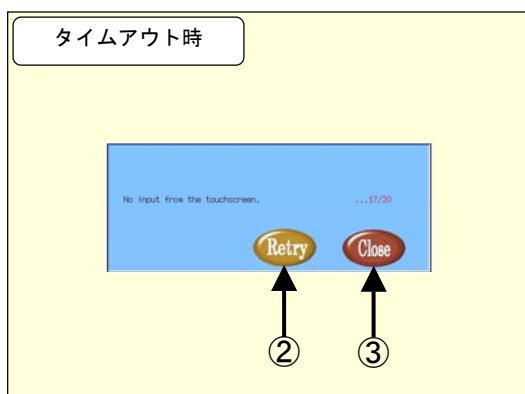 タイムアウト時
No Input from the touchscreen. ...17/20
Retry Close
② ③